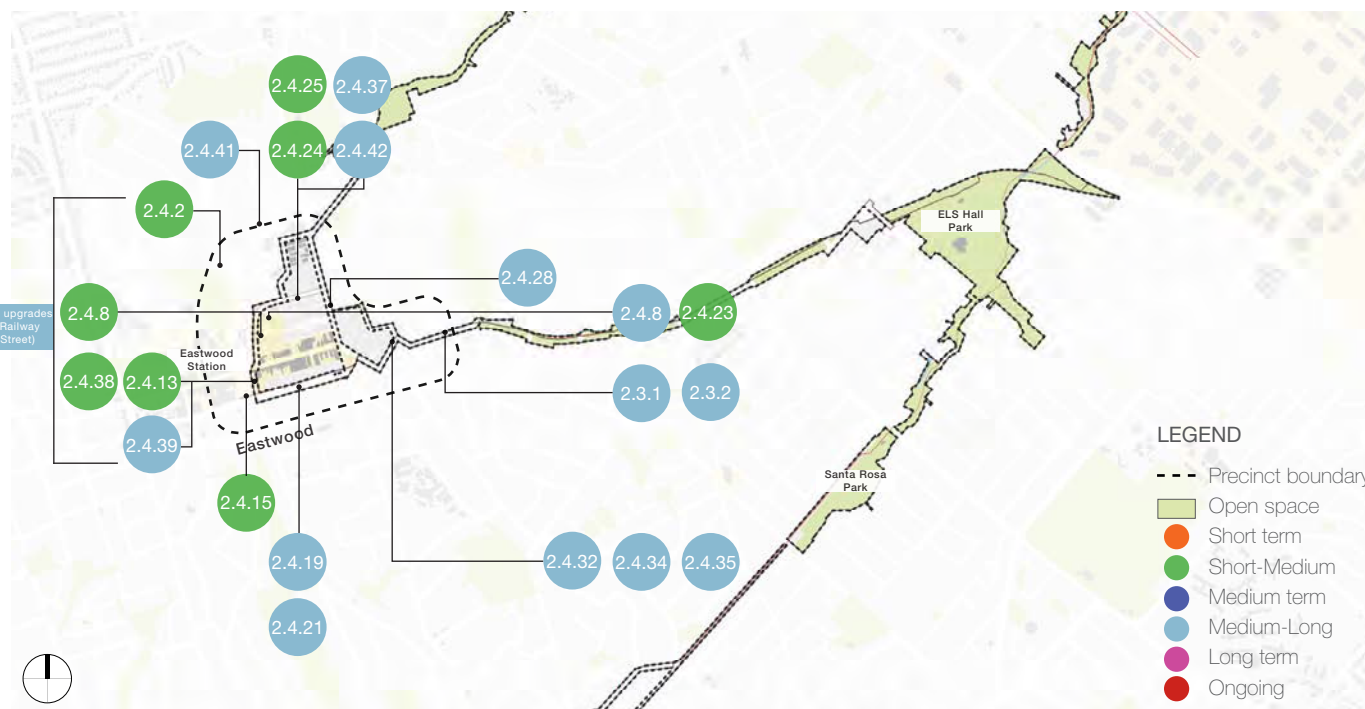 2.4.25
2.4.37
2.4.41
2.4.24
2.4.42
2.4.2
ELS Hall
Park
2.4.28
upgrades
Railway
Street)
2.4.8
2.4.8
2.4.23
Eastwood
Station
2.4.38
2.4.13
2.3.1
2.3.2
2.4.39
Eastwood
Santa Rosa
Park
2.4.15
2.4.19
2.4.32
2.4.34
2.4.35
2.4.21
LEGEND
Precinct boundary
Open space
Short term
Short-Medium
Medium term
Medium-Long
Long term
Ongoing